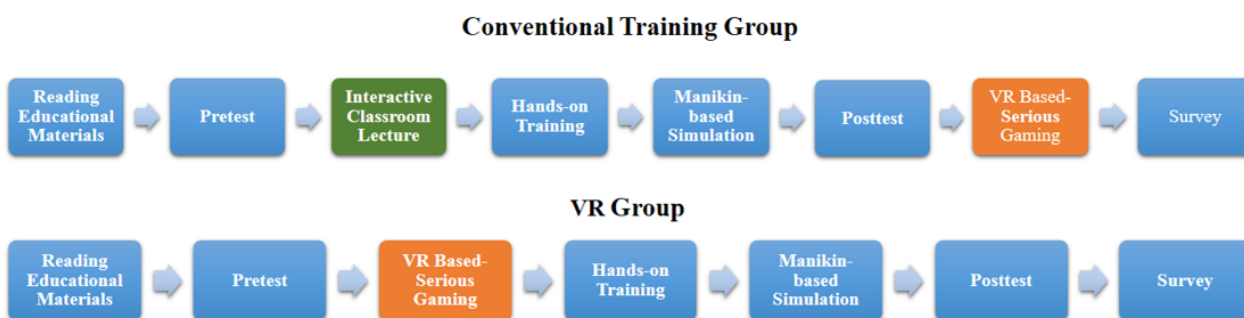 Conventional Training Group
Reading
Educational
Materials
Pretest
Interactive
Classroom
Lecture
Hands-on
Training
Manikin-
based
Simulation
Posttest
VR Based-
Serious
Gaming
Survey
VR Group
Reading
Educational
Materials
Pretest
VR Based-
Serious
Gaming
Hands-on
Training
Manikin-
based
Simulation
Posttest
Survey